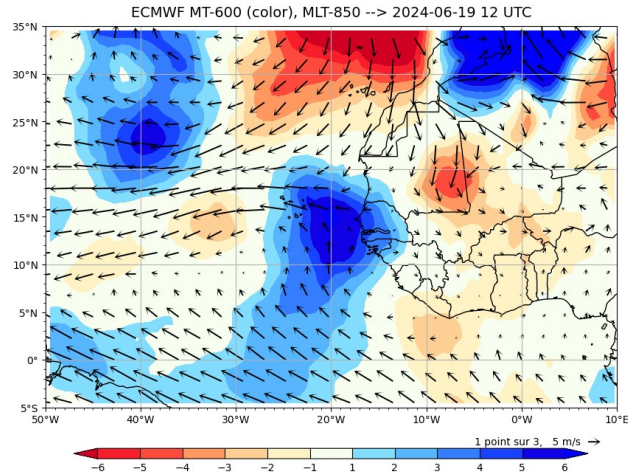 ECMWF MT-600 (color), MLT-850 --> 2024-06-19 12 UTC
35°N
30°N
25°N
20°N
15°N
10°N
5°N
0°
5°S
50°W 40°W 30°W 20°W 10°W 0°W 10°E
1 point sur 3, 5 m/s
−6 −5 −4 −3 −2 −1 1 2 3 4 5 6